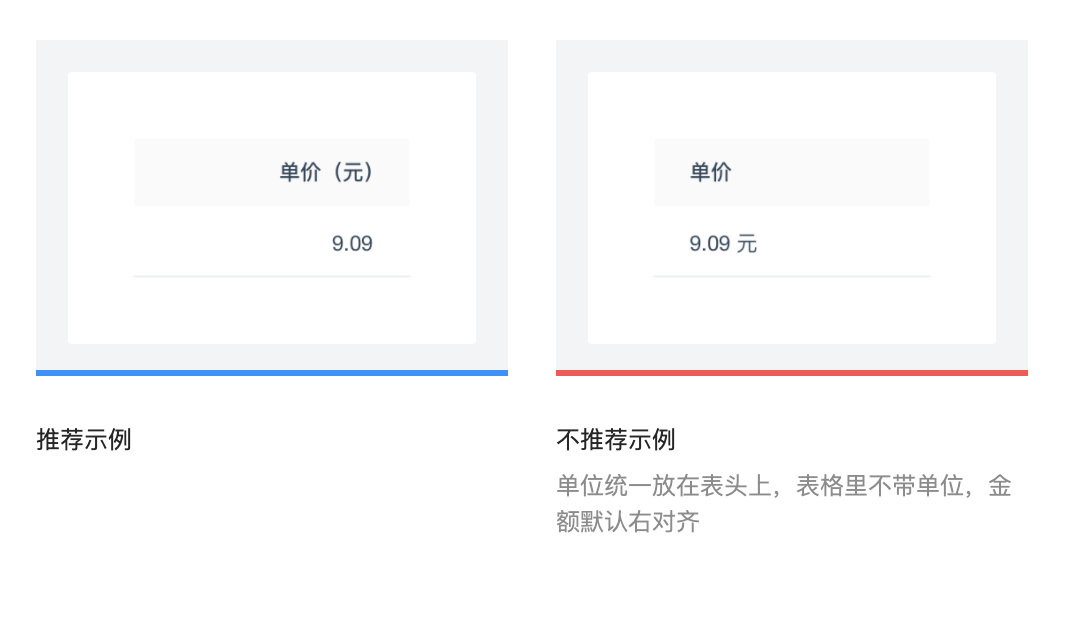 单价（元）
9.09
单价
9.09 元
推荐示例
不推荐示例
单位统一放在表头上，表格里不带单位，金
额默认右对齐